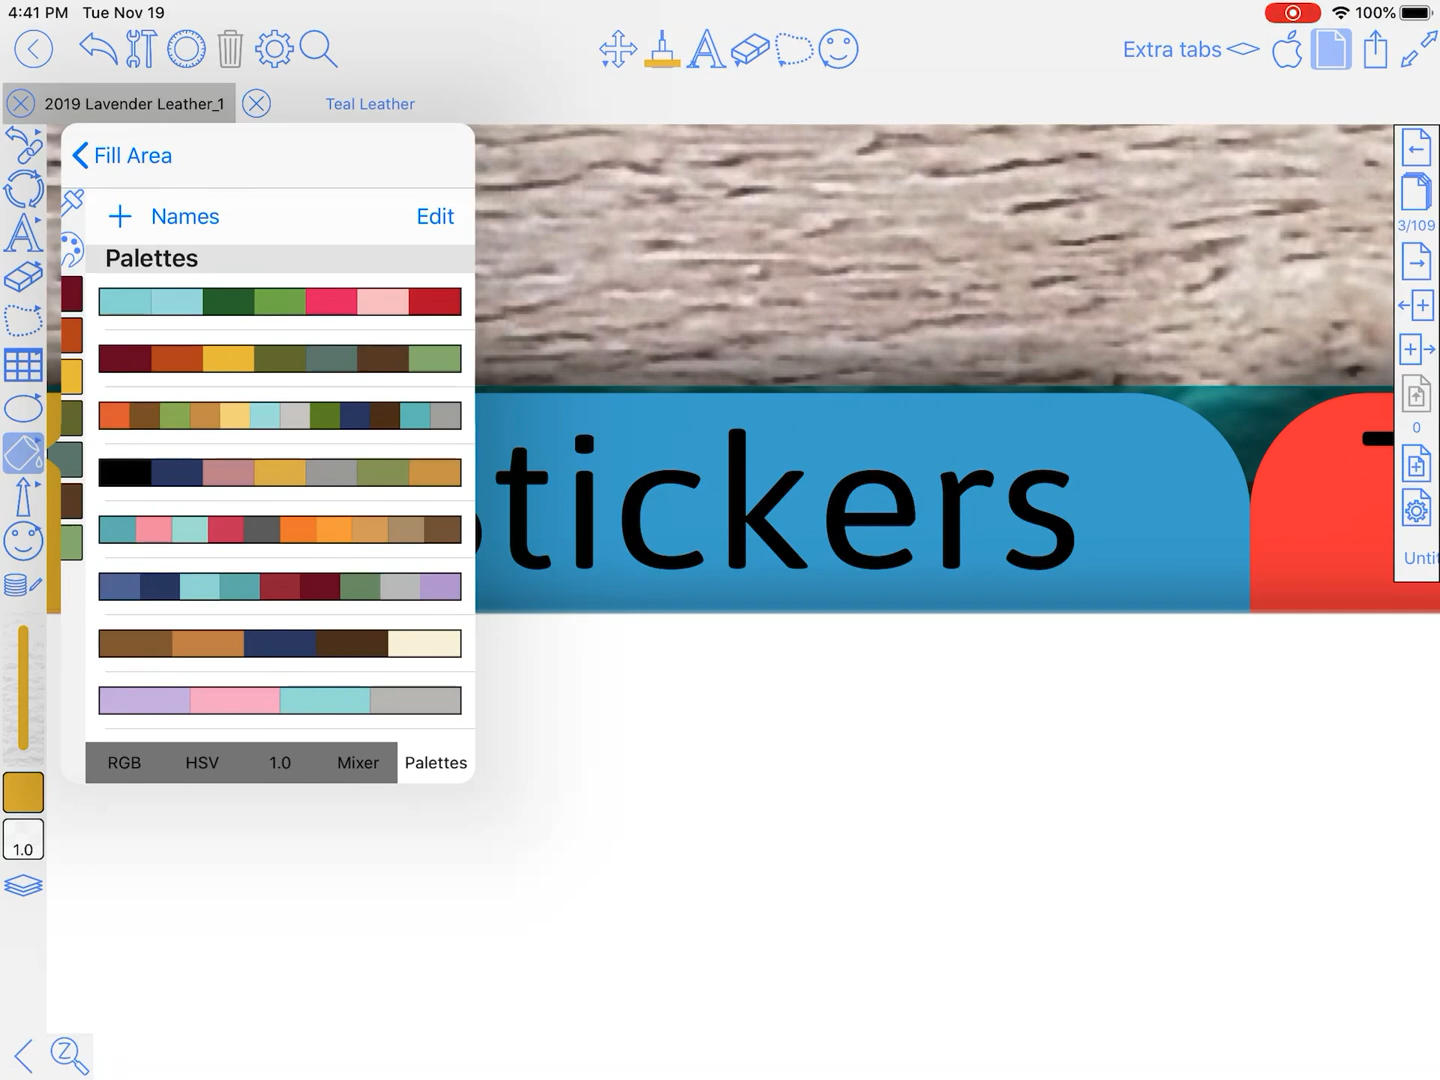 4:41 PM Tue Nov 19
100%
Extra tabs
2019 Lavender Leather_1
Teal Leather
Fill Area
Names
Edit
Palettes
3/109
0
tickers
Unti
RGB
HSV
1.0
Mixer
Palettes
1.0
Z